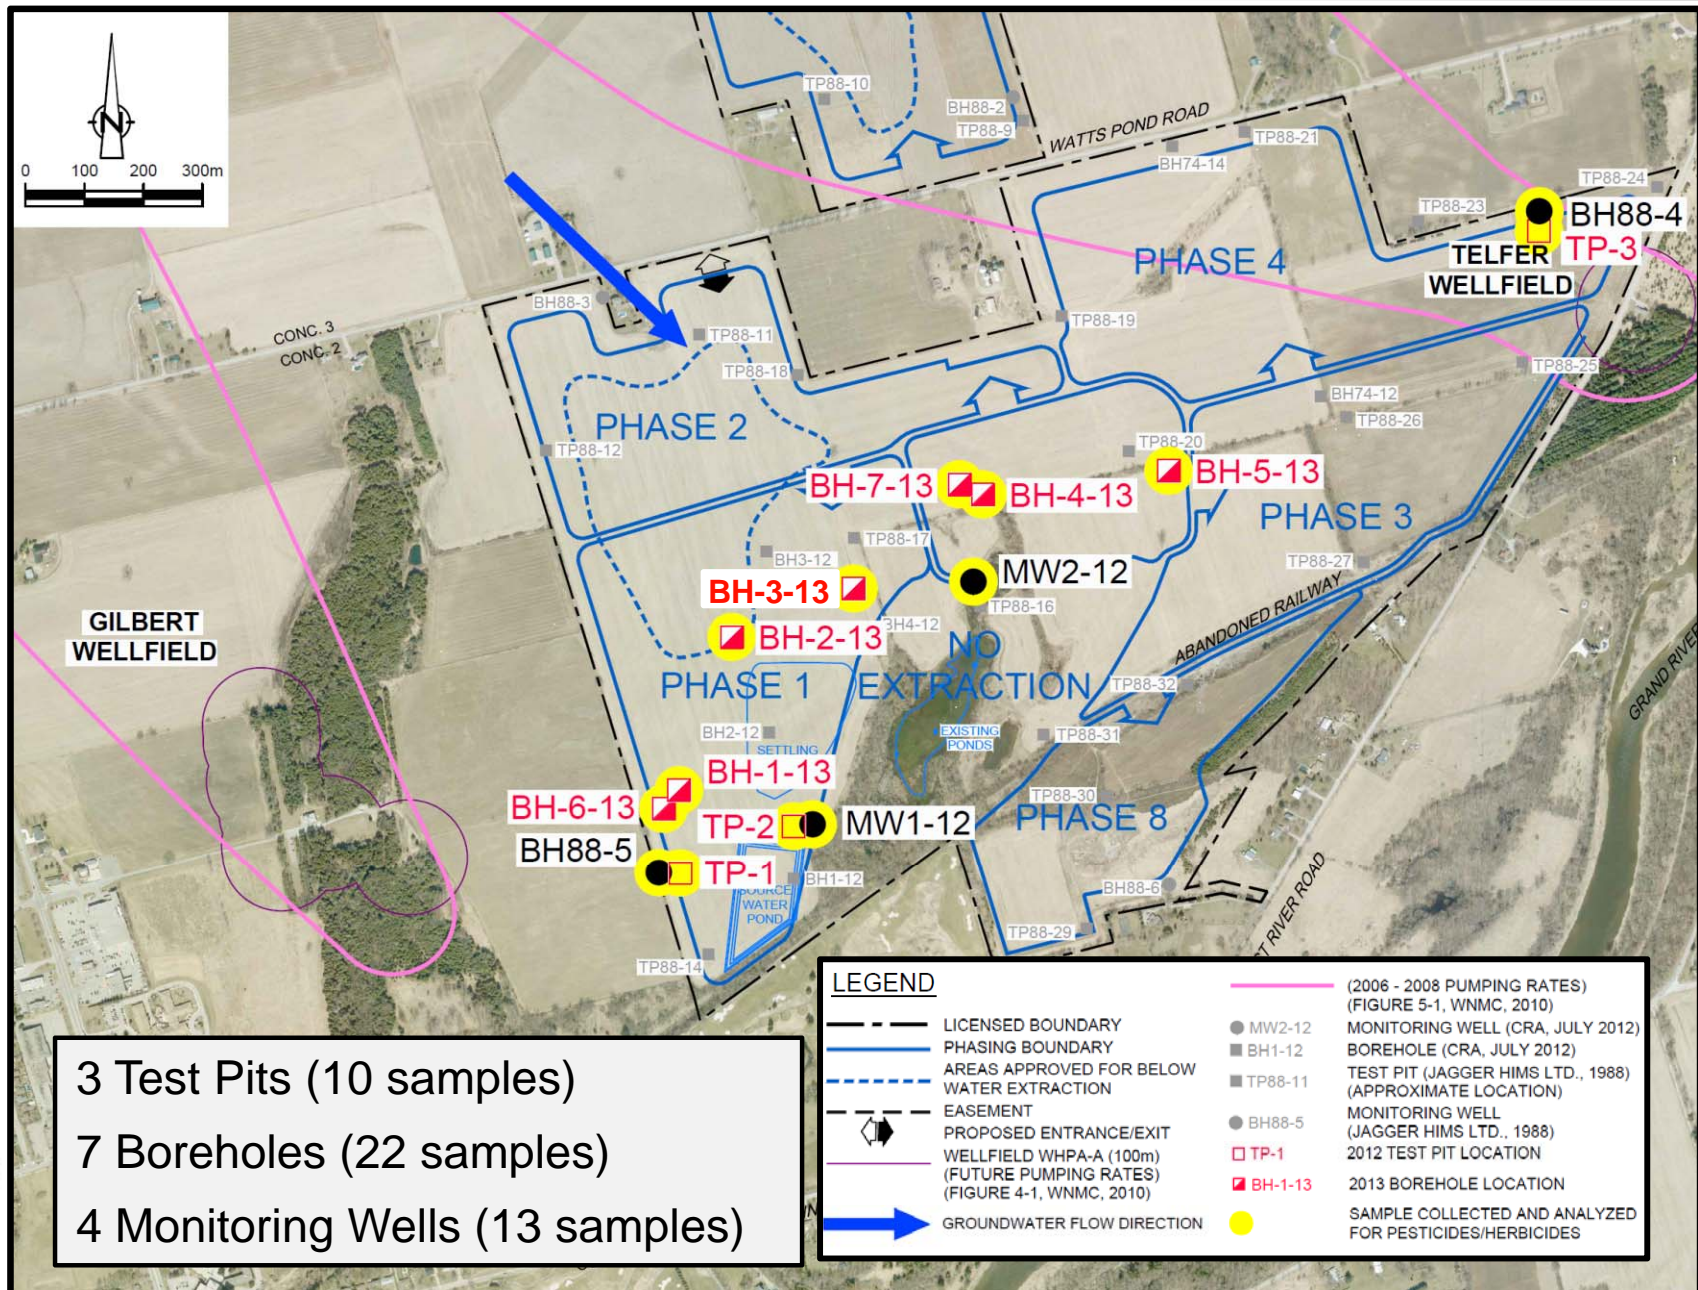 N
0 100 200 300m
TP88-10
BH88-2
TP88-9
WATTS POND ROAD
TP88-21
BH74-14
TP88-24
TP88-23
BH88-4
TP-3
TELFER
WELLFIELD
PHASE 4
BH88-3
CONC. 3
CONC. 2
TP88-11
TP88-19
TP88-18
TP88-25
BH74-12
TP88-26
PHASE 2
TP88-12
TP88-20
BH-7-13
BH-4-13
BH-5-13
PHASE 3
TP88-17
BH3-12
TP88-27
MW2-12
TP88-16
BH-3-13
BH4-12
BH-2-13
ABANDONED RAILWAY
GILBERT
WELLFIELD
NO
EXTRACTION
PHASE 1
TP88-32
GRAND RIVER
BH2-12
SETTLING
EXISTING
PONDS
TP88-31
BH-1-13
BH-6-13
TP88-30
PHASE 8
TP-2
MW1-12
BH88-5
TP-1
BH1-12
SOURCE
WATER
POND
BH88-6
TP88-29
RIVER ROAD
TP88-14
3 Test Pits (10 samples)
7 Boreholes (22 samples)
4 Monitoring Wells (13 samples)
LEGEND
LICENSED BOUNDARY
PHASING BOUNDARY
AREAS APPROVED FOR BELOW
WATER EXTRACTION
EASEMENT
PROPOSED ENTRANCE/EXIT
WELLFIELD WHPA-A (100m)
(FUTURE PUMPING RATES)
(FIGURE 4-1, WNMC, 2010)
GROUNDWATER FLOW DIRECTION
(2006 - 2008 PUMPING RATES)
(FIGURE 5-1, WNMC, 2010)
MW2-12 MONITORING WELL (CRA, JULY 2012)
BH1-12 BOREHOLE (CRA, JULY 2012)
TP88-11 TEST PIT (JAGGER HIMS LTD., 1988)
(APPROXIMATE LOCATION)
BH88-5 MONITORING WELL
(JAGGER HIMS LTD., 1988)
TP-1 2012 TEST PIT LOCATION
BH-1-13 2013 BOREHOLE LOCATION
SAMPLE COLLECTED AND ANALYZED
FOR PESTICIDES/HERBICIDES